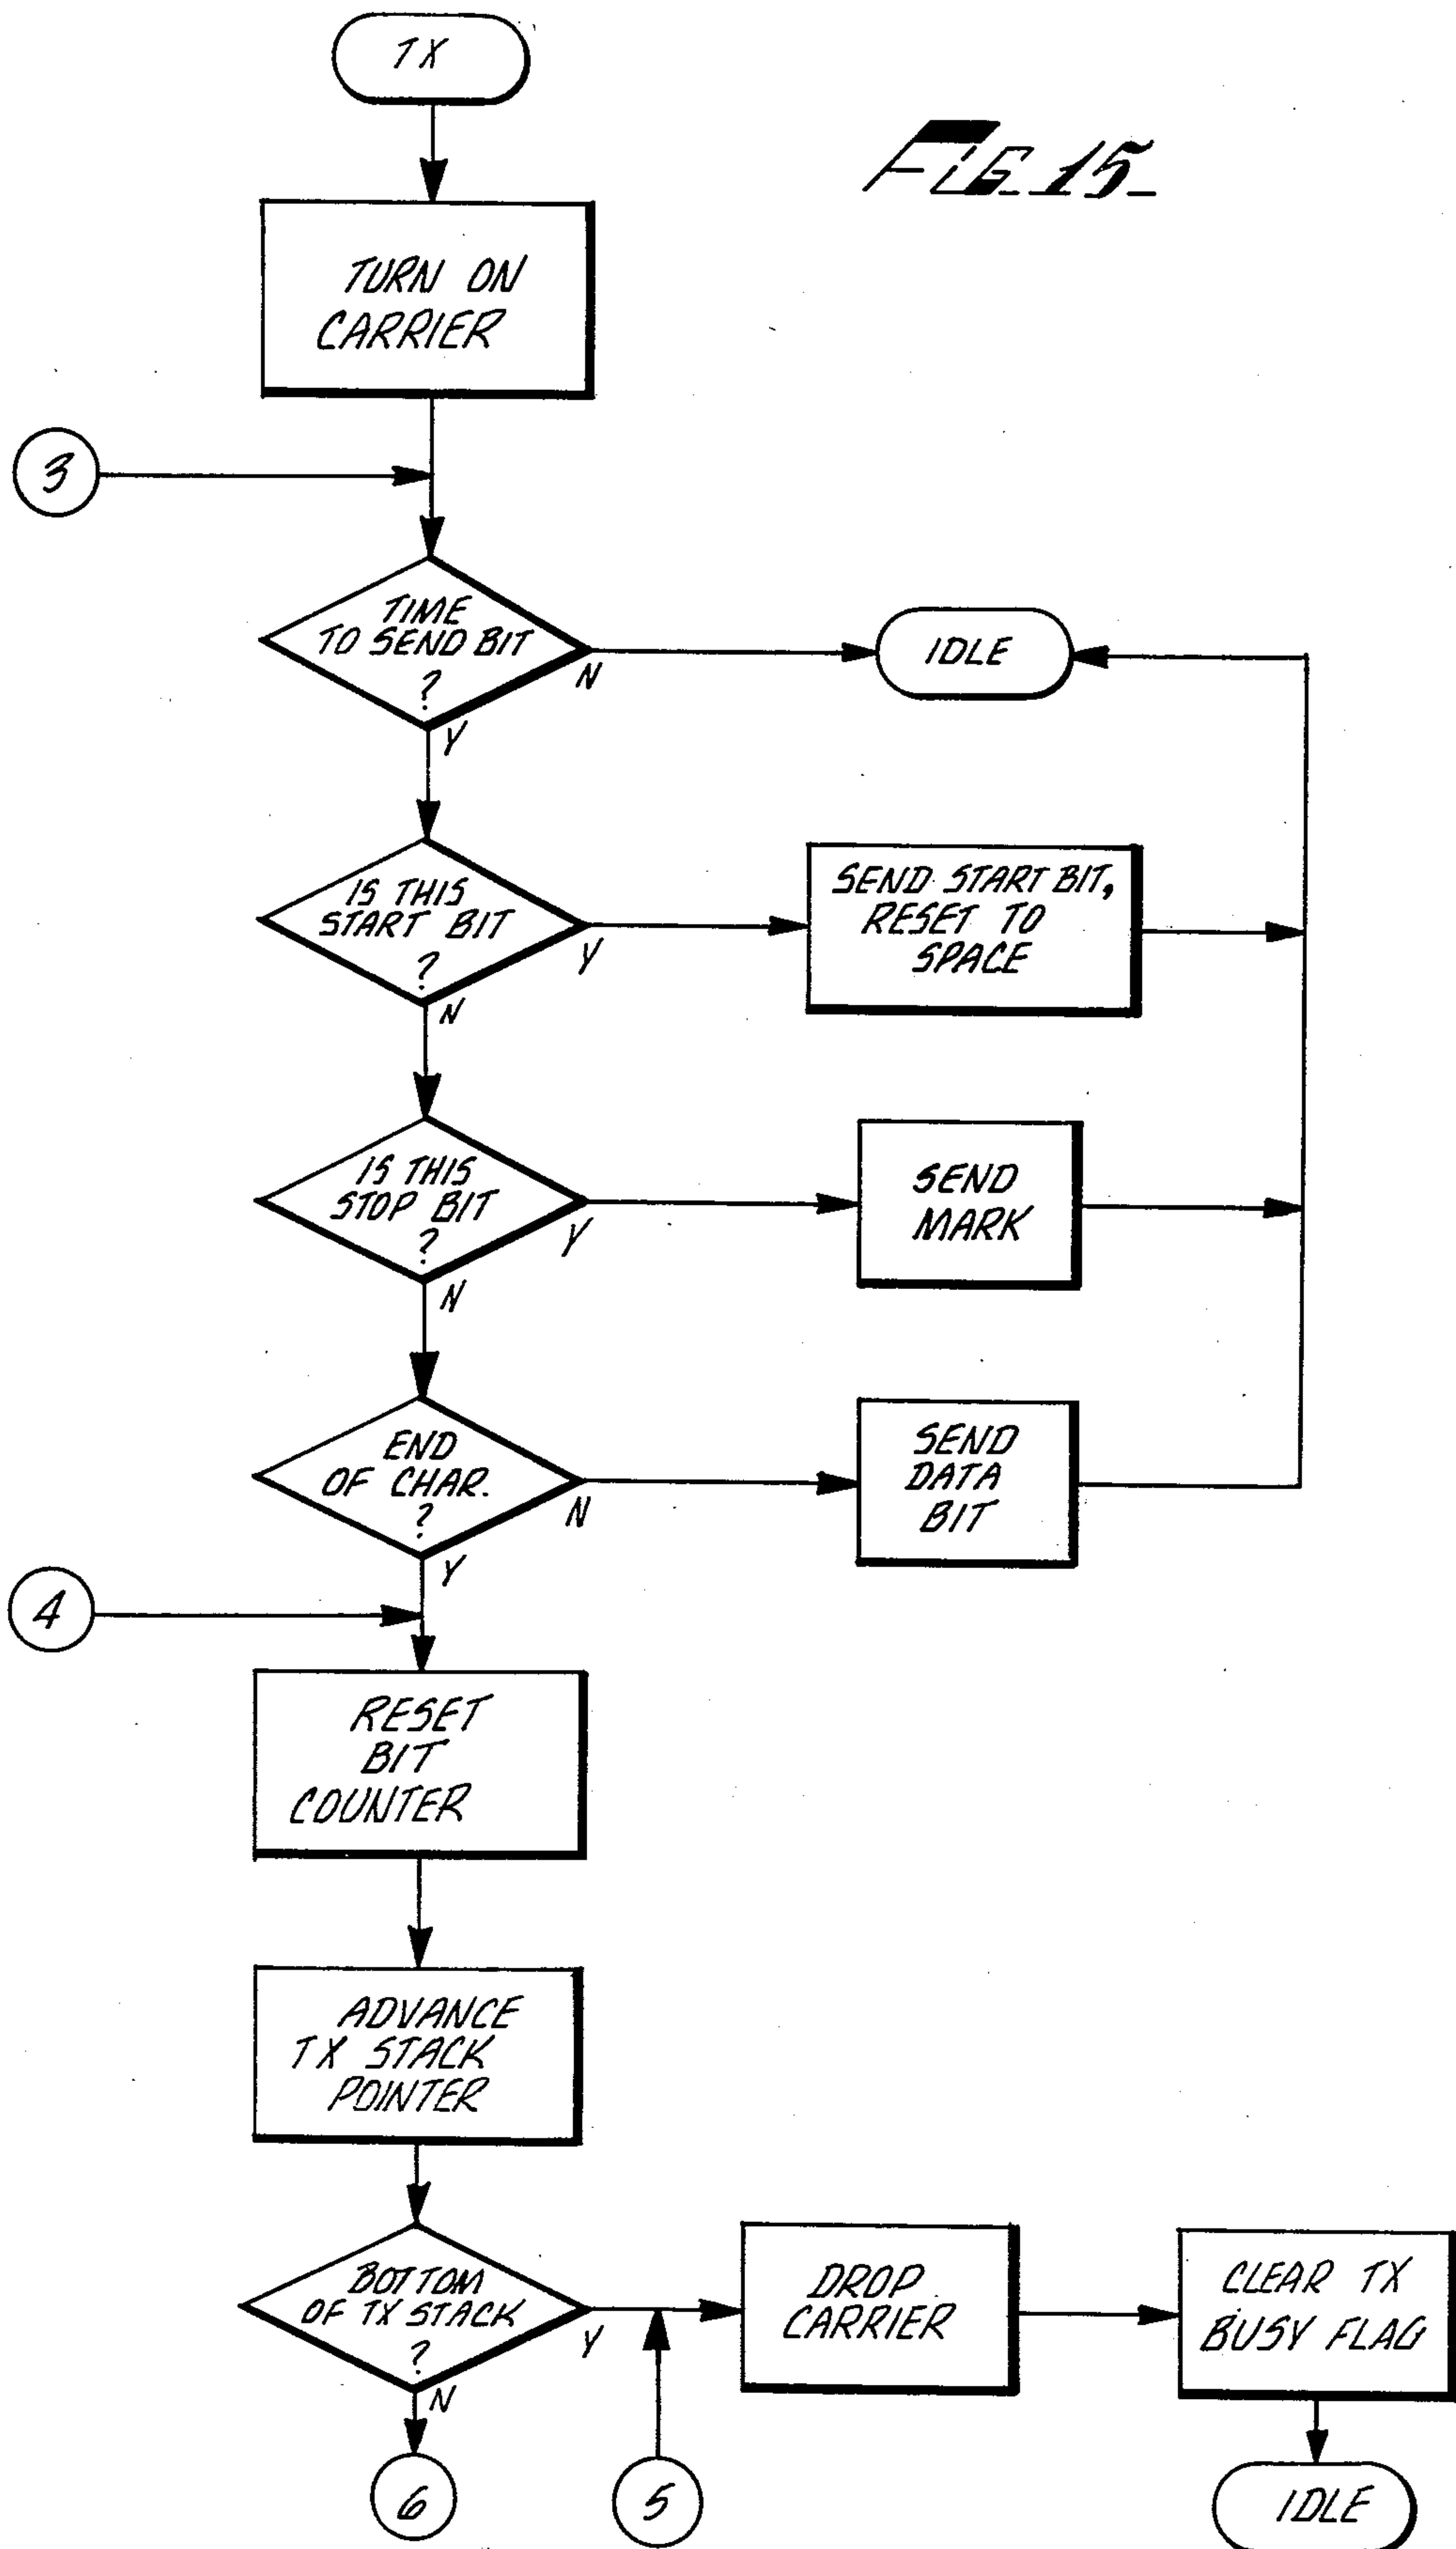 TX
FIG. 15.
TURN ON
CARRIER
3
TIME
TO SEND BIT
?
N
Y
IDLE
IS THIS
START BIT
?
Y
N
SEND START BIT,
RESET TO
SPACE
IS THIS
STOP BIT
?
Y
N
SEND
MARK
END
OF CHAR.
?
N
Y
SEND
DATA
BIT
4
RESET
BIT
COUNTER
ADVANCE
TX STACK
POINTER
BOTTOM
OF TX STACK
?
Y
N
DROP
CARRIER
CLEAR TX
BUSY FLAG
6
5
IDLE